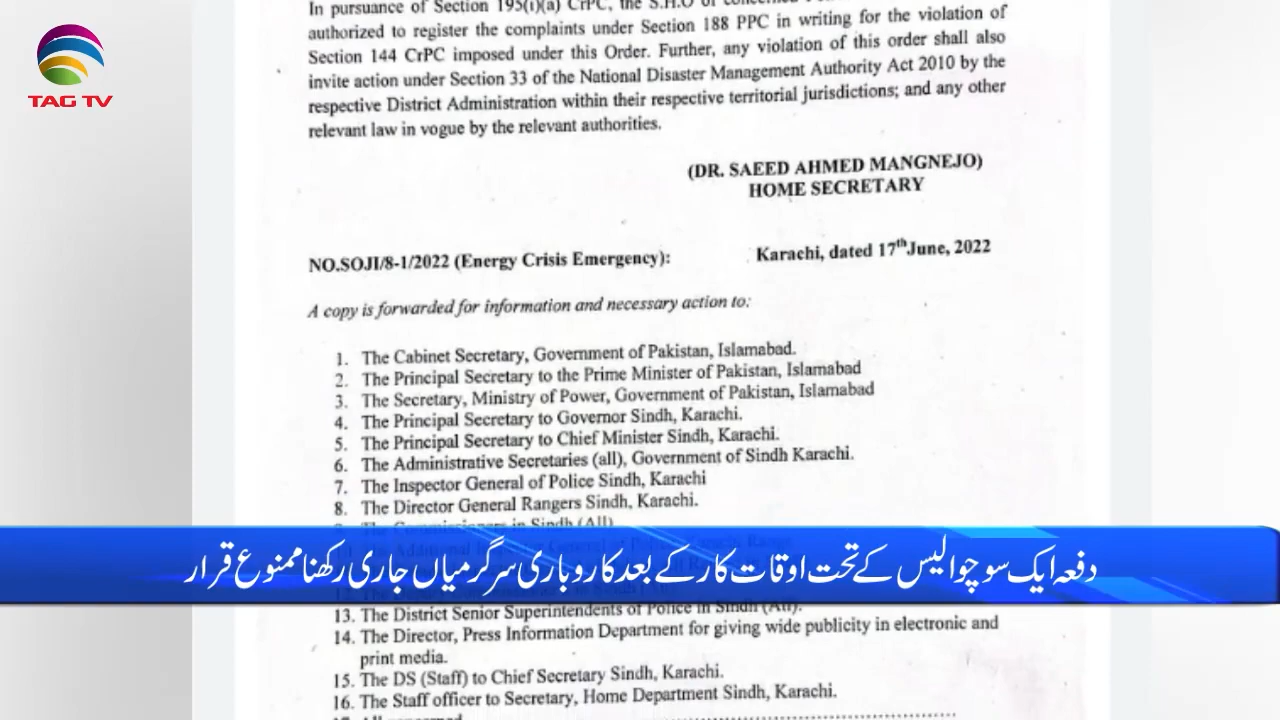 In pursuance of Section 195(i)(a) CrPC, the S.H.O of concerned
authorized to register the complaints under Section 188 PPC in writing for the violation of
Section 144 CrPC imposed under this Order. Further, any violation of this order shall also
invite action under Section 33 of the National Disaster Management Authority Act 2010 by the
respective District Administration within their respective territorial jurisdictions; and any other
relevant law in vogue by the relevant authorities.
TAG TV
(DR. SAEED AHMED MANGNEJO)
HOME SECRETARY
NO.SOJI/8-1/2022 (Energy Crisis Emergency): Karachi, dated 17th June, 2022
A copy is forwarded for information and necessary action to:
1. The Cabinet Secretary, Government of Pakistan, Islamabad.
2. The Principal Secretary to the Prime Minister of Pakistan, Islamabad
3. The Secretary, Ministry of Power, Government of Pakistan, Islamabad
4. The Principal Secretary to Governor Sindh, Karachi.
5. The Principal Secretary to Chief Minister Sindh, Karachi.
6. The Administrative Secretaries (all), Government of Sindh Karachi.
7. The Inspector General of Police Sindh, Karachi
8. The Director General Rangers Sindh, Karachi.
9. The Commissioners in Sindh (All)
دفعہ ایک سو چوالیس کے تحت اوقات کار کے بعد کاروباری سرگرمیاں جاری رکھنا ممنوع قرار
13. The District Senior Superintendents of Police in Sindh (All).
14. The Director, Press Information Department for giving wide publicity in electronic and
print media.
15. The DS (Staff) to Chief Secretary Sindh, Karachi.
16. The Staff officer to Secretary, Home Department Sindh, Karachi.
17. All concerned